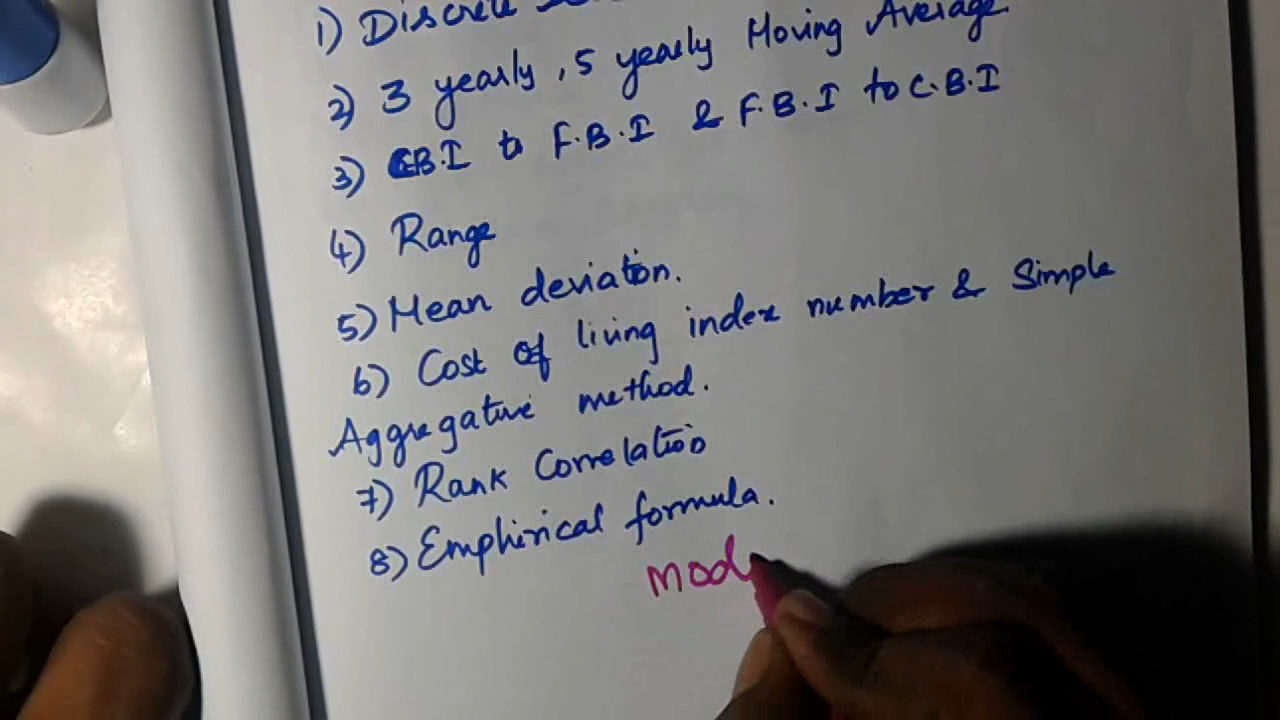 1) Discrete
2) 3 yearly, 5 yearly Moving Average
3) CB.I to F.B.I & F.B.I to C.B.I
4) Range
5) Mean deviation.
6) Cost of living index number & Simple
Aggregative method.
7) Rank Correlation
8) Emphirical formula.
mod